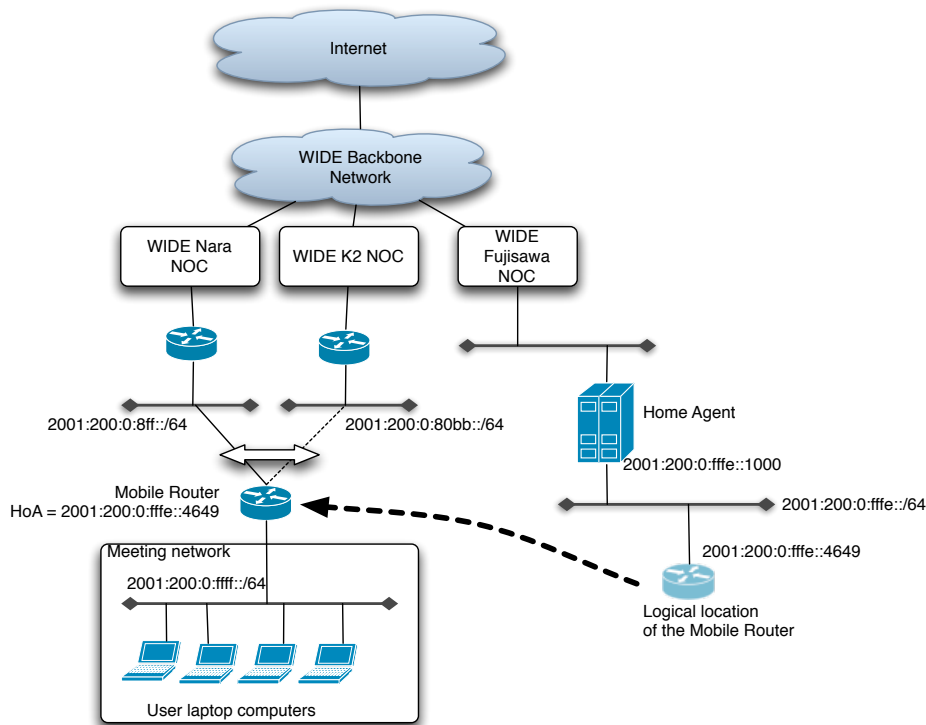 Internet
WIDE Backbone
Network
WIDE Nara
NOC
WIDE K2 NOC
WIDE
Fujisawa
NOC
2001:200:0:8ff::/64
2001:200:0:80bb::/64
Home Agent
2001:200:0:fffe::1000
Mobile Router
HoA = 2001:200:0:fffe::4649
2001:200:0:fffe::/64
2001:200:0:fffe::4649
Meeting network
2001:200:0:ffff::/64
Logical location
of the Mobile Router
User laptop computers